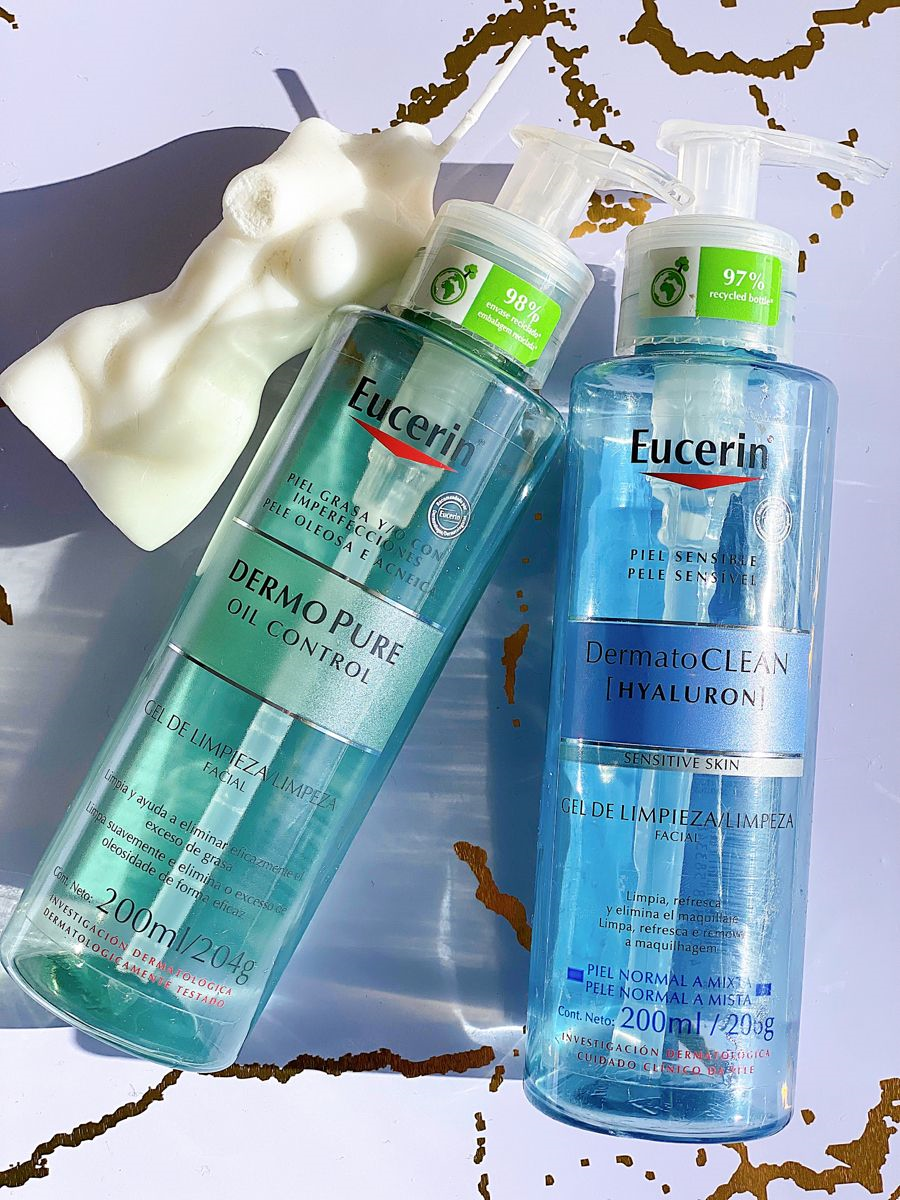 98%
envase reciclado*
embalagem reciclada*
Eucerin®
PIEL GRASA Y/O CON
IMPERFECCIONES
PELE OLEOSA E ACNEICA
Eucerin
DERMOPURE
OIL CONTROL
GEL DE LIMPIEZA/LIMPEZA
FACIAL
Limpia y ayuda a eliminar eficazmente el
exceso de grasa
Limpa suavemente e elimina o excesso de
oleosidade de forma eficaz
Cont. Neto: 200ml/204g
INVESTIGACIÓN DERMATOLÓGICA
DERMATOLOGICAMENTE TESTADO
97%
recycled bottle*
Eucerin®
PIEL SENSIBLE
PELE SENSÍVEL
DermatoCLEAN
[HYALURON]
SENSITIVE SKIN
GEL DE LIMPIEZA/LIMPEZA
FACIAL
Limpia, refresca
y elimina el maquillaje
Limpa, refresca e remove
a maquilhagem
PIEL NORMAL A MIXTA
PELE NORMAL A MISTA
Cont. Neto: 200ml / 206g
INVESTIGACIÓN DERMATOLÓGICA
CUIDADO CLÍNICO DA PELE